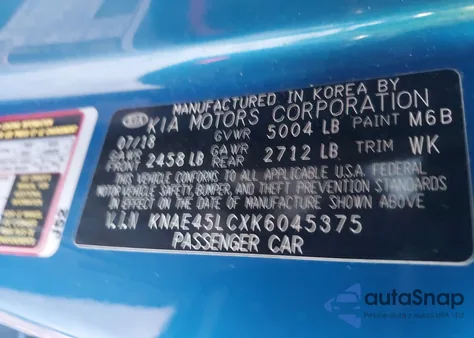 MANUFACTURED IN KOREA BY
KIA KIA MOTORS CORPORATION
07/18 GVWR 5004 LB PAINT M6B
GAWR FRONT 2458 LB GAWR REAR 2712 LB TRIM WK
THIS VEHICLE CONFORMS TO ALL APPLICABLE U.S.A. FEDERAL
MOTOR VEHICLE SAFETY, BUMPER, AND THEFT PREVENTION STANDARDS
IN EFFECT ON THE DATE OF MANUFACTURE SHOWN ABOVE.
V.I.N KNAE45LCXK6045375
PASSENGER CAR
152
autoSnap